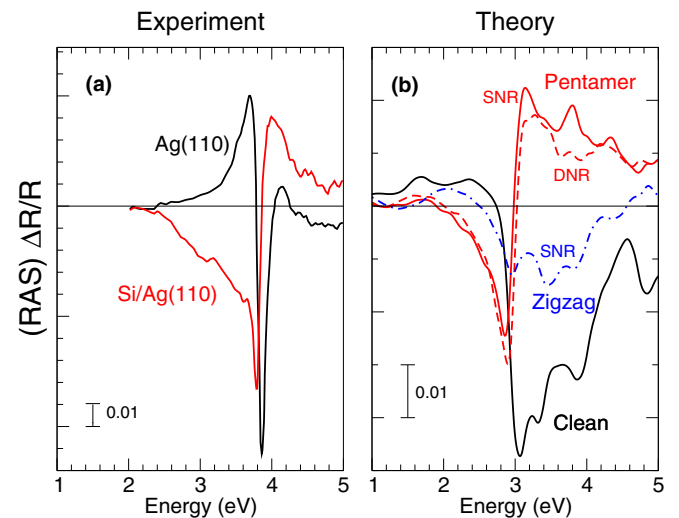 Experiment
Theory
(RAS) ΔR/R
(a)
Ag(110)
Si/Ag(110)
0.01
1 2 3 4 5
Energy (eV)
(b)
SNR
Pentamer
DNR
SNR
Zigzag
0.01
Clean
1 2 3 4 5
Energy (eV)